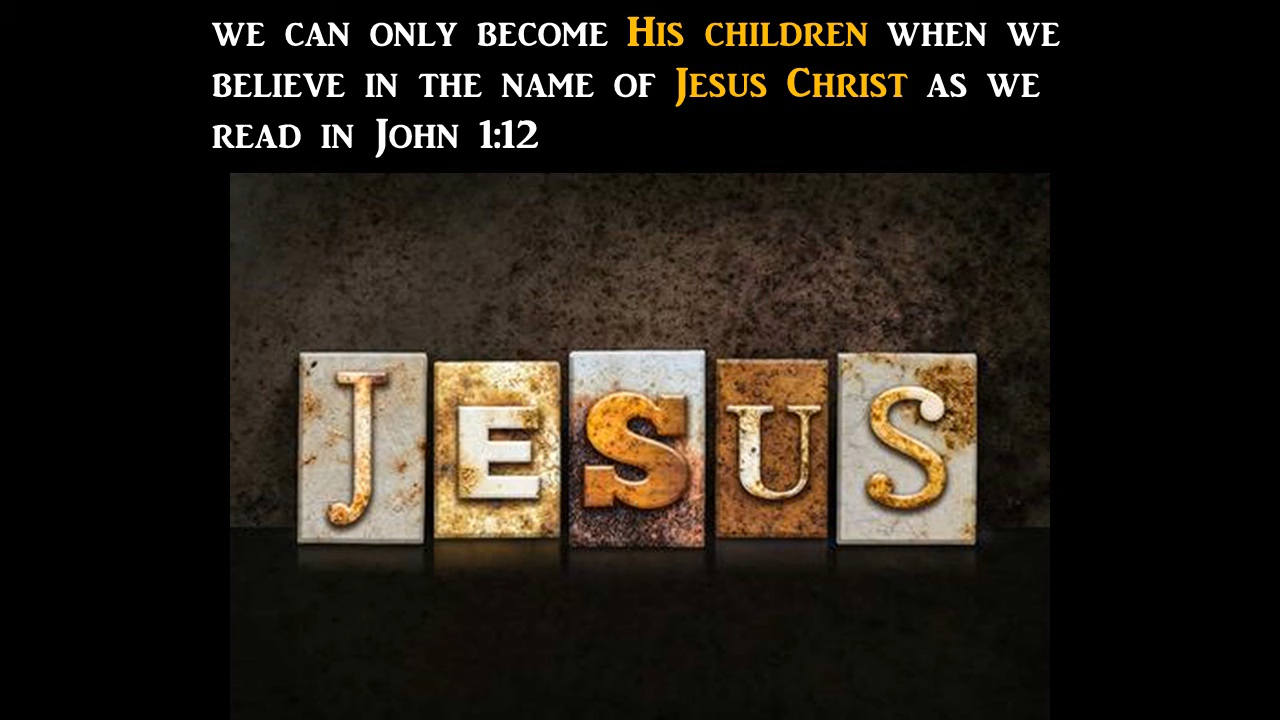 we can only become His children when we
believe in the name of Jesus Christ as we
read in John 1:12
JESUS